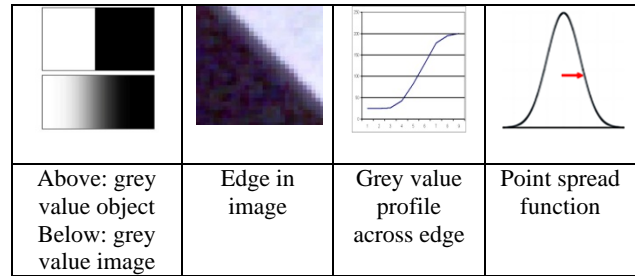 Above: grey
value object
Below: grey
value image
Edge in
image
Grey value
profile
across edge
Point spread
function